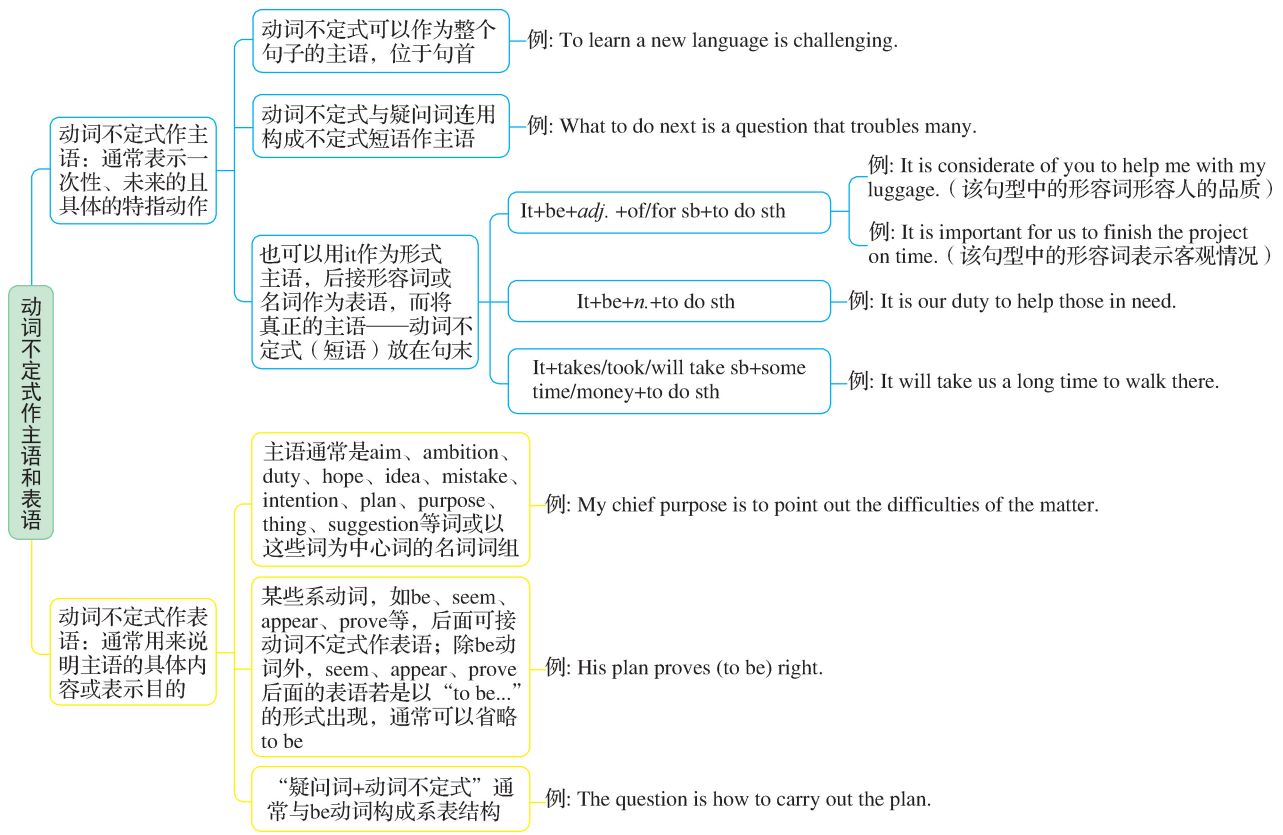 动词不定式作主语和表语
动词不定式作主
语：通常表示一
次性、未来的且
具体的特指动作
动词不定式可以作为整个
句子的主语，位于句首
例: To learn a new language is challenging.
动词不定式与疑问词连用
构成不定式短语作主语
例: What to do next is a question that troubles many.
也可以用it作为形式
主语，后接形容词或
名词作为表语，而将
真正的主语——动词不
定式（短语）放在句末
It+be+adj. +of/for sb+to do sth
例: It is considerate of you to help me with my
luggage.（该句型中的形容词形容人的品质）
例: It is important for us to finish the project
on time.（该句型中的形容词表示客观情况）
It+be+n.+to do sth
例: It is our duty to help those in need.
It+takes/took/will take sb+some
time/money+to do sth
例: It will take us a long time to walk there.
动词不定式作表
语：通常用来说
明主语的具体内
容或表示目的
主语通常是aim、ambition、
duty、hope、idea、mistake、
intention、plan、purpose、
thing、suggestion等词或以
这些词为中心词的名词词组
例: My chief purpose is to point out the difficulties of the matter.
某些系动词，如be、seem、
appear、prove等，后面可接
动词不定式作表语；除be动
词外，seem、appear、prove
后面的表语若是以“to be...”
的形式出现，通常可以省略
to be
例: His plan proves (to be) right.
“疑问词+动词不定式”通
常与be动词构成系表结构
例: The question is how to carry out the plan.